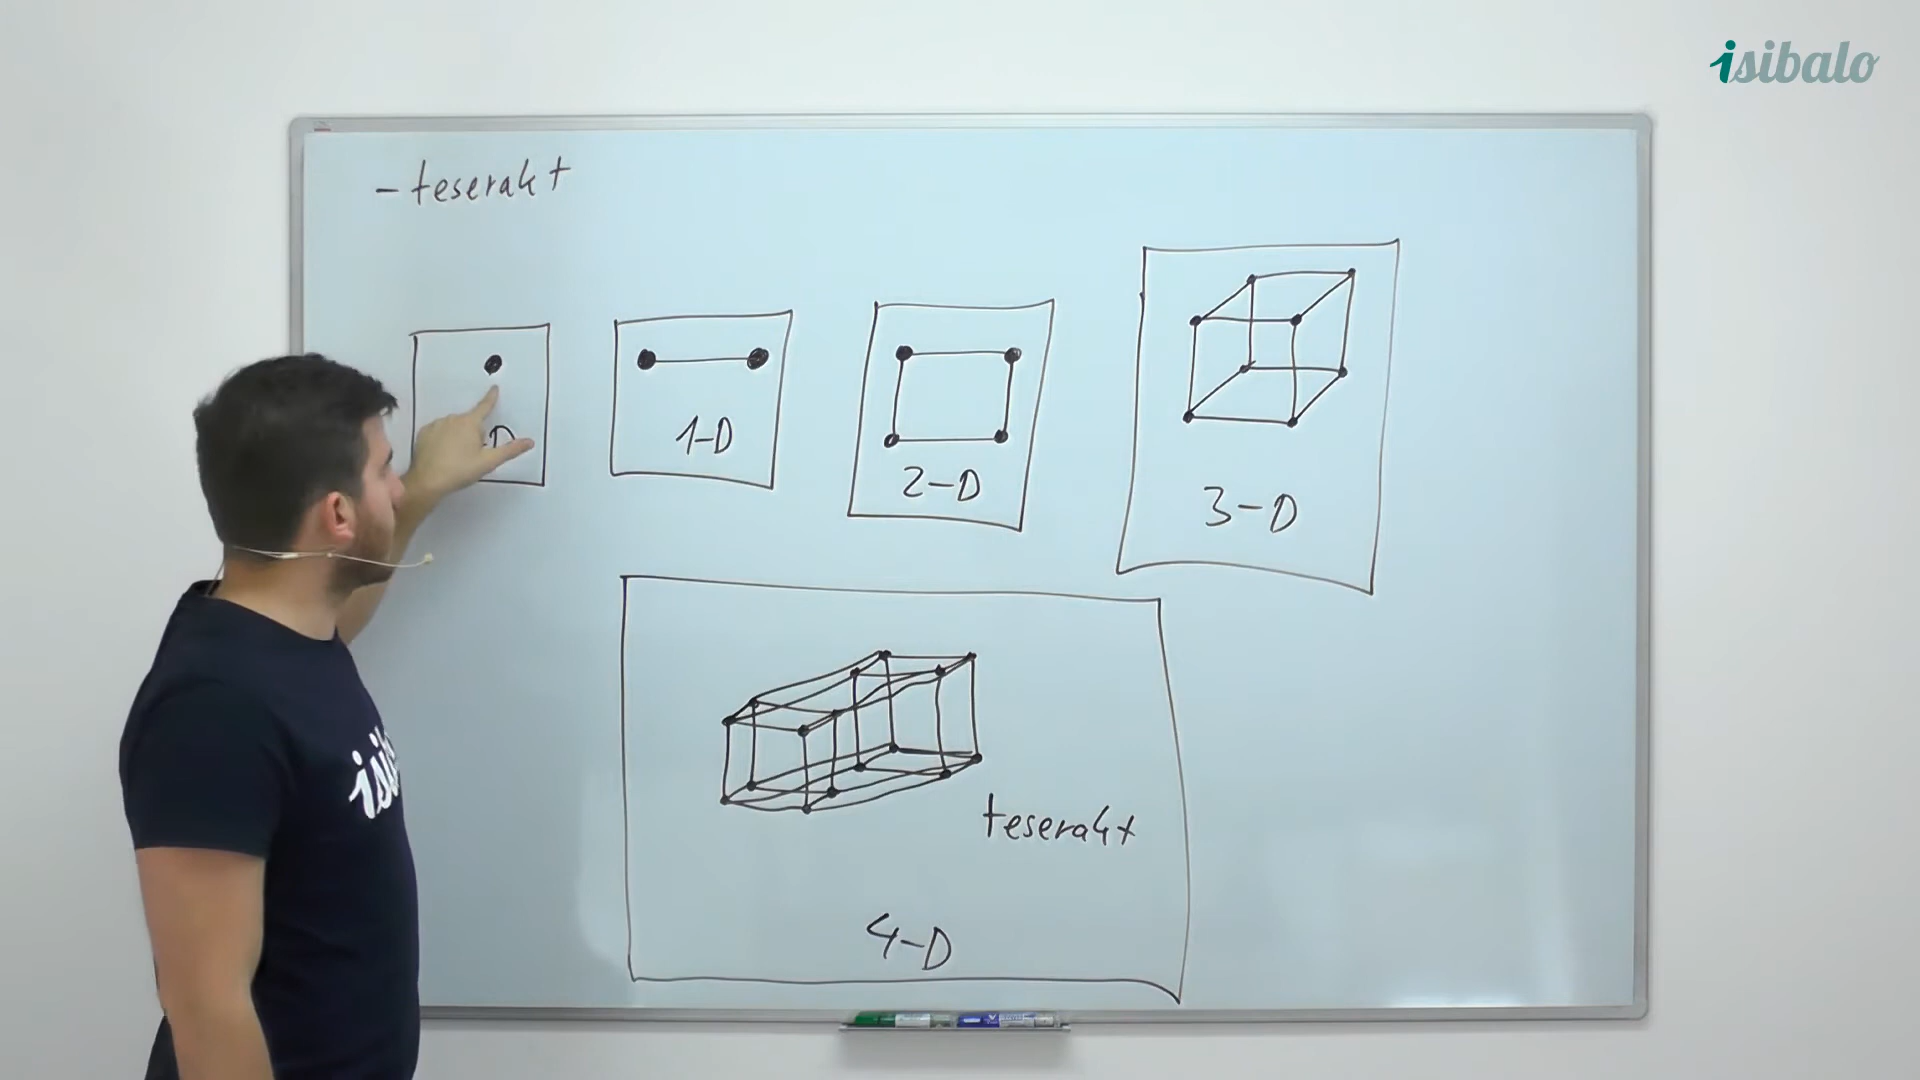 isibalo
- teserakt
-D
1-D
2-D
3-D
teserakt
4-D